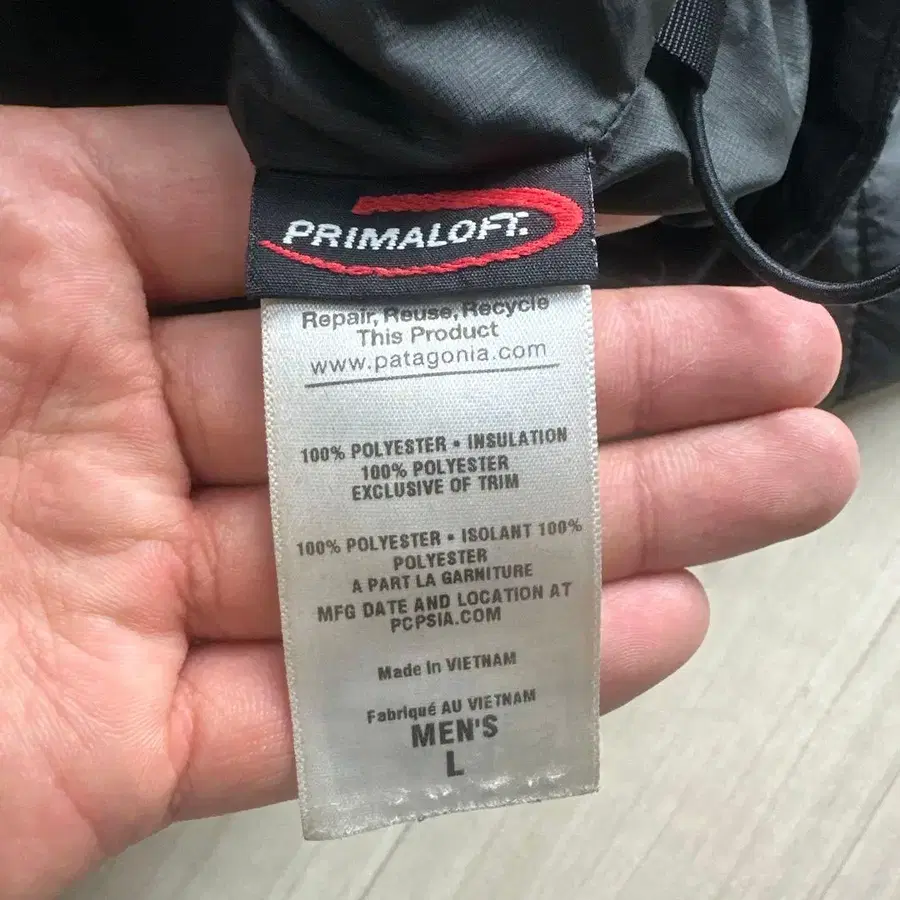 PRIMALOFT.
Repair, Reuse, Recycle
This Product
www.patagonia.com
100% POLYESTER • INSULATION
100% POLYESTER
EXCLUSIVE OF TRIM
100% POLYESTER • ISOLANT 100%
POLYESTER
A PART LA GARNITURE
MFG DATE AND LOCATION AT
PCPSIA.COM
Made In VIETNAM
Fabriqué AU VIETNAM
MEN'S
L